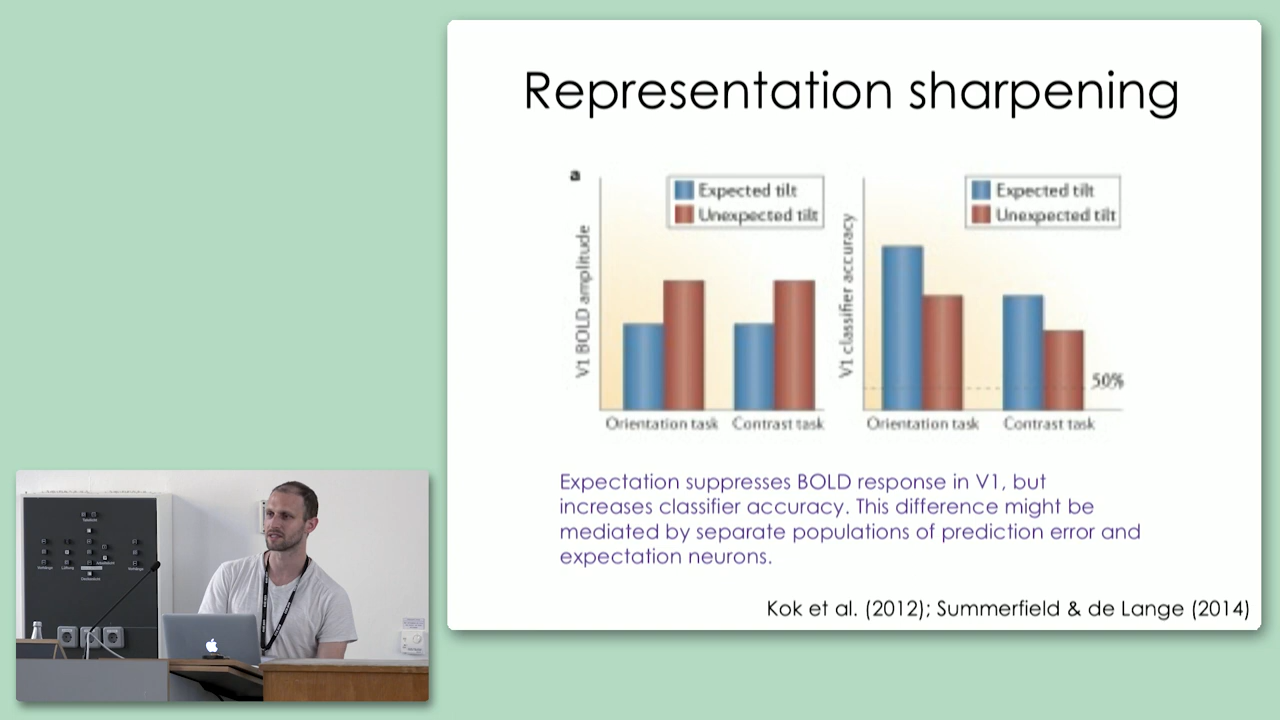 Representation sharpening
a
V1 BOLD amplitude
Expected tilt
Unexpected tilt
Orientation task
Contrast task
V1 classifier accuracy
Expected tilt
Unexpected tilt
50%
Orientation task
Contrast task
Expectation suppresses BOLD response in V1, but
increases classifier accuracy. This difference might be
mediated by separate populations of prediction error and
expectation neurons.
Kok et al. (2012); Summerfield & de Lange (2014)